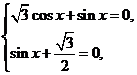 √3 cos x + sin x = 0,
sin x + √3/2 = 0,